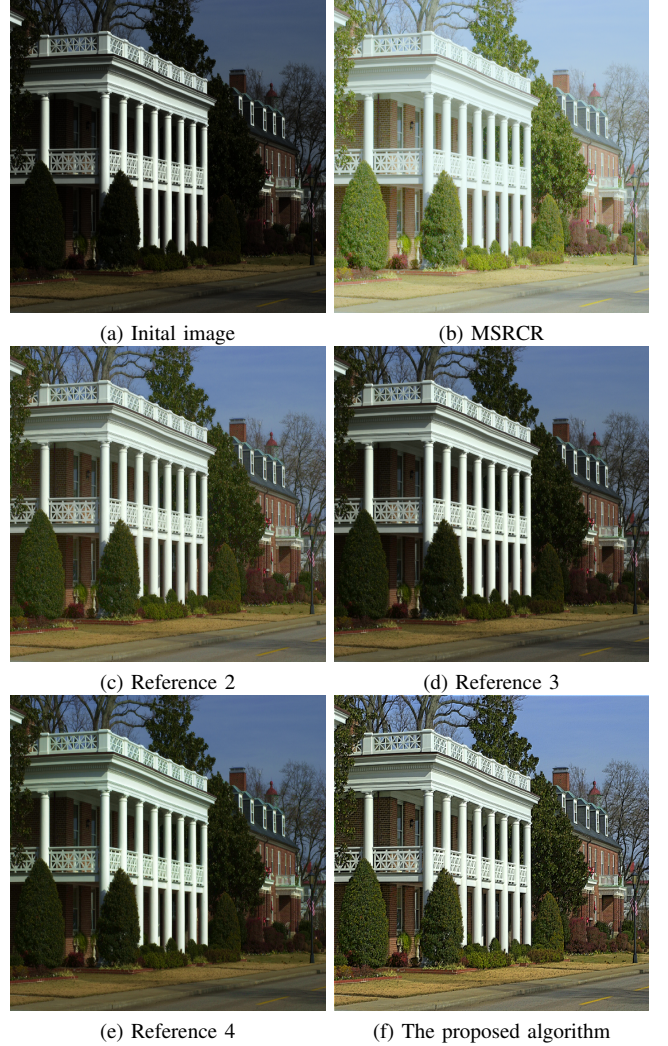 (a) Inital image
(b) MSRCR
(c) Reference 2
(d) Reference 3
(e) Reference 4
(f) The proposed algorithm